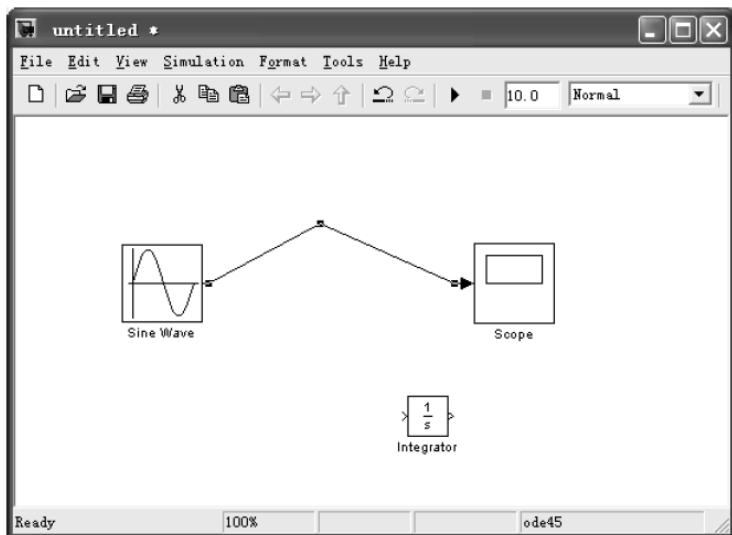 untitled *
File Edit View Simulation Format Tools Help
10.0 Normal
Sine Wave
Scope
1
s
Integrator
Ready 100% ode45